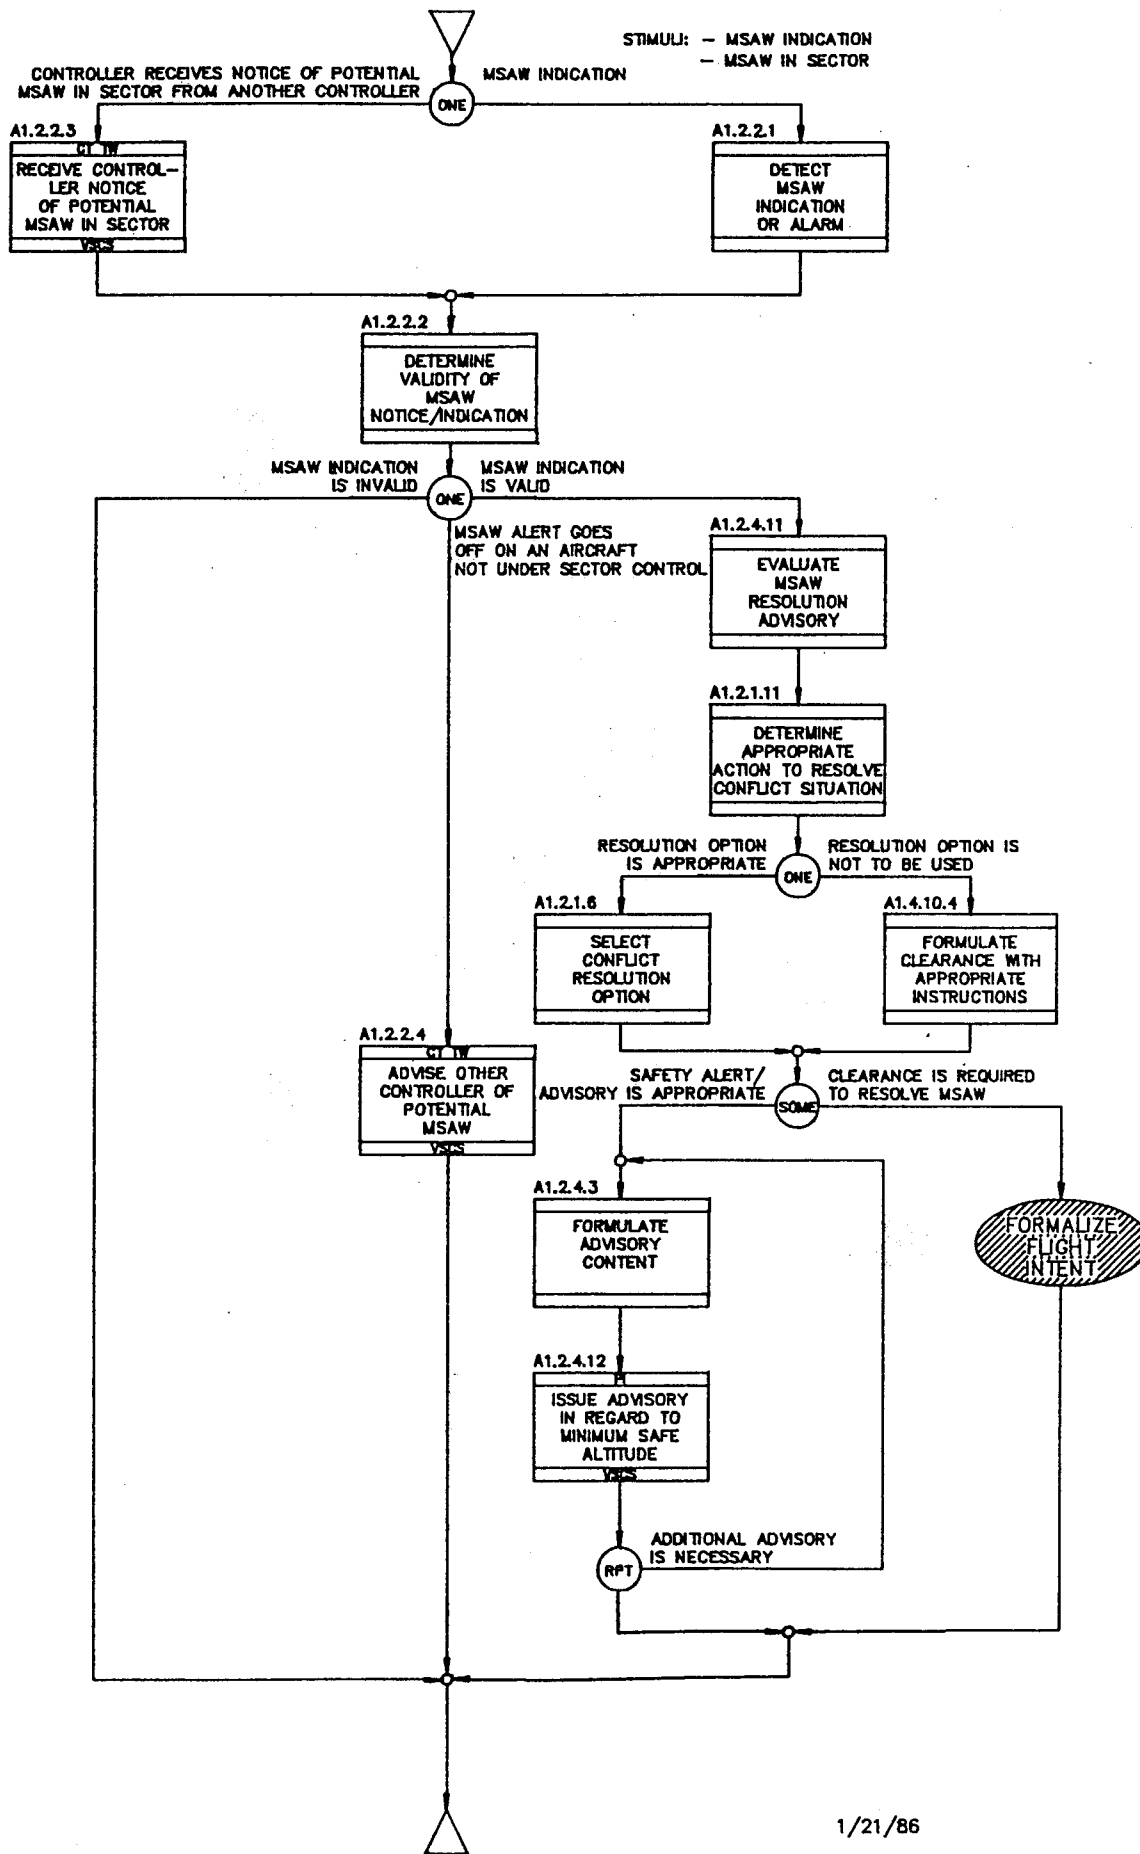 STIMULI: – MSAW INDICATION
– MSAW IN SECTOR
CONTROLLER RECEIVES NOTICE OF POTENTIAL
MSAW IN SECTOR FROM ANOTHER CONTROLLER
MSAW INDICATION
ONE
A1.2.2.3
RECEIVE CONTROL–
LER NOTICE
OF POTENTIAL
MSAW IN SECTOR
VSCS
A1.2.2.1
DETECT
MSAW
INDICATION
OR ALARM
A1.2.2.2
DETERMINE
VALIDITY OF
MSAW
NOTICE/INDICATION
MSAW INDICATION
IS INVALID
ONE
MSAW INDICATION
IS VALID
MSAW ALERT GOES
OFF ON AN AIRCRAFT
NOT UNDER SECTOR CONTROL
A1.2.4.11
EVALUATE
MSAW
RESOLUTION
ADVISORY
A1.2.1.11
DETERMINE
APPROPRIATE
ACTION TO RESOLVE
CONFLICT SITUATION
RESOLUTION OPTION
IS APPROPRIATE
ONE
RESOLUTION OPTION IS
NOT TO BE USED
A1.2.1.6
SELECT
CONFLICT
RESOLUTION
OPTION
A1.4.10.4
FORMULATE
CLEARANCE WITH
APPROPRIATE
INSTRUCTIONS
A1.2.2.4
ADVISE OTHER
CONTROLLER OF
POTENTIAL
MSAW
VSCS
SAFETY ALERT/
ADVISORY IS APPROPRIATE
SOME
CLEARANCE IS REQUIRED
TO RESOLVE MSAW
A1.2.4.3
FORMULATE
ADVISORY
CONTENT
FORMALIZE
FLIGHT
INTENT
A1.2.4.12
ISSUE ADVISORY
IN REGARD TO
MINIMUM SAFE
ALTITUDE
VSCS
RPT
ADDITIONAL ADVISORY
IS NECESSARY
1/21/86